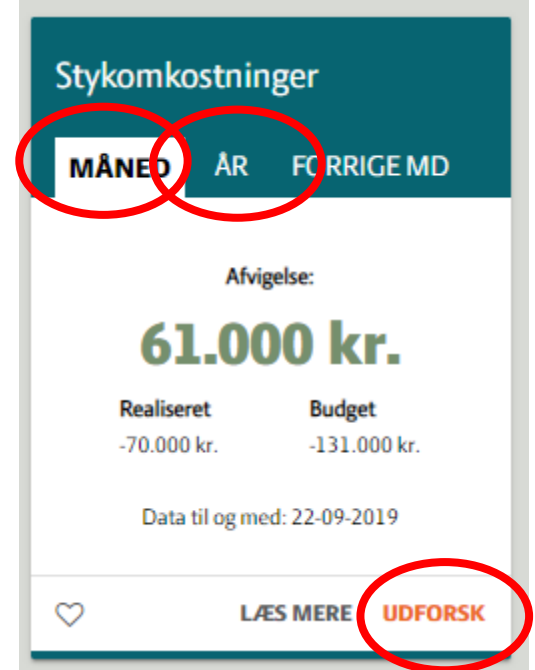 Stykomkostninger
MÅNED ÅR FORRIGE MD
Afvigelse:
61.000 kr.
Realiseret Budget
-70.000 kr. -131.000 kr.
Data til og med: 22-09-2019
LÆS MERE UDFORSK